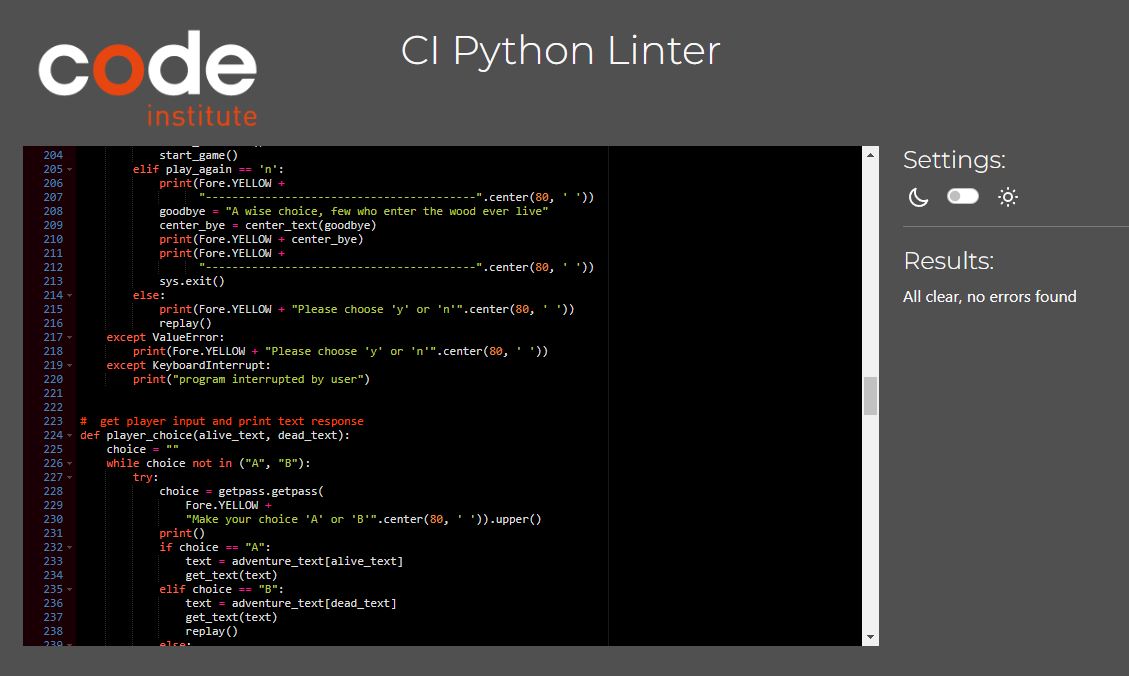 code
institute
CI Python Linter
204 start_game()
205 elif play_again == 'n':
206 print(Fore.YELLOW +
207 "-----------------------------------------".center(80, ' '))
208 goodbye = "A wise choice, few who enter the wood ever live"
209 center_bye = center_text(goodbye)
210 print(Fore.YELLOW + center_bye)
211 print(Fore.YELLOW +
212 "-----------------------------------------".center(80, ' '))
213 sys.exit()
214 else:
215 print(Fore.YELLOW + "Please choose 'y' or 'n'".center(80, ' '))
216 replay()
217 except ValueError:
218 print(Fore.YELLOW + "Please choose 'y' or 'n'".center(80, ' '))
219 except KeyboardInterrupt:
220 print("program interrupted by user")
221
222
223 #  get player input and print text response
224 def player_choice(alive_text, dead_text):
225 choice = ""
226 while choice not in ("A", "B"):
227 try:
228 choice = getpass.getpass(
229 Fore.YELLOW +
230 "Make your choice 'A' or 'B'".center(80, ' ')).upper()
231 print()
232 if choice == "A":
233 text = adventure_text[alive_text]
234 get_text(text)
235 elif choice == "B":
236 text = adventure_text[dead_text]
237 get_text(text)
238 replay()
239 else:
Settings:
Results:
All clear, no errors found